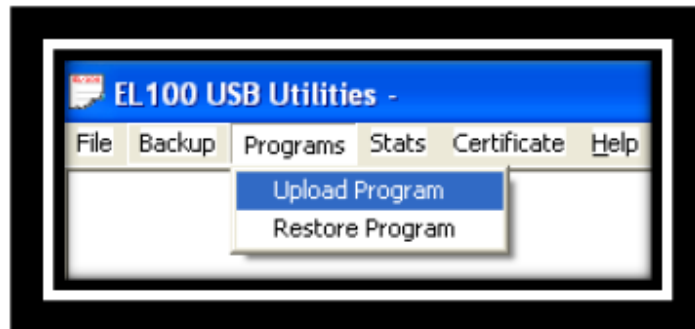 EL100 USB Utilities -
File Backup Programs Stats Certificate Help
Upload Program
Restore Program